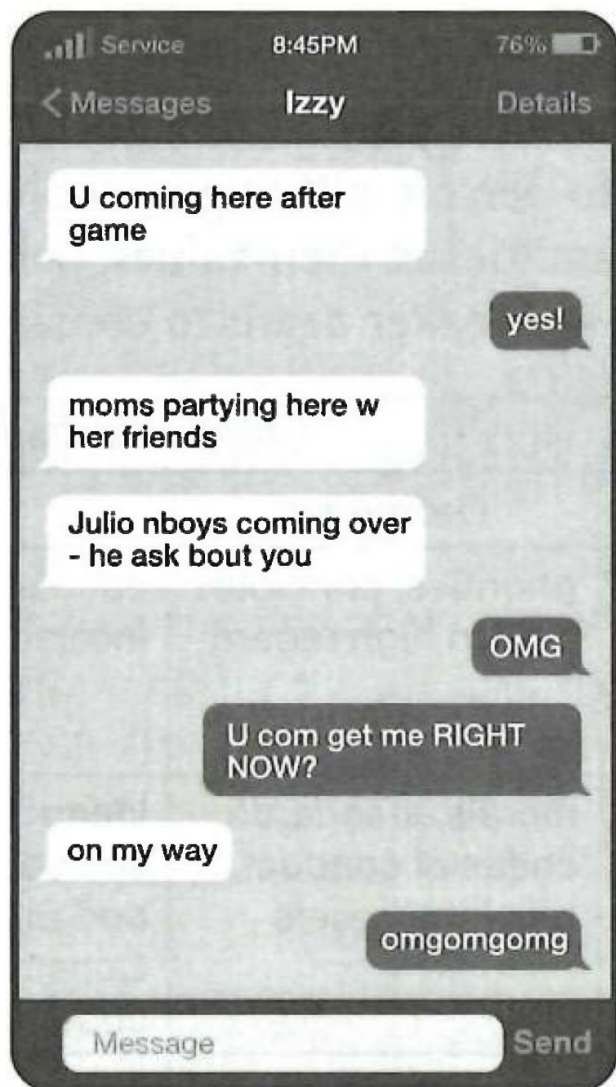 Service 8:45PM 76%
< Messages Izzy Details
U coming here after
game
yes!
moms partying here w
her friends
Julio nboys coming over
- he ask bout you
OMG
U com get me RIGHT
NOW?
on my way
omgomgomg
Message Send